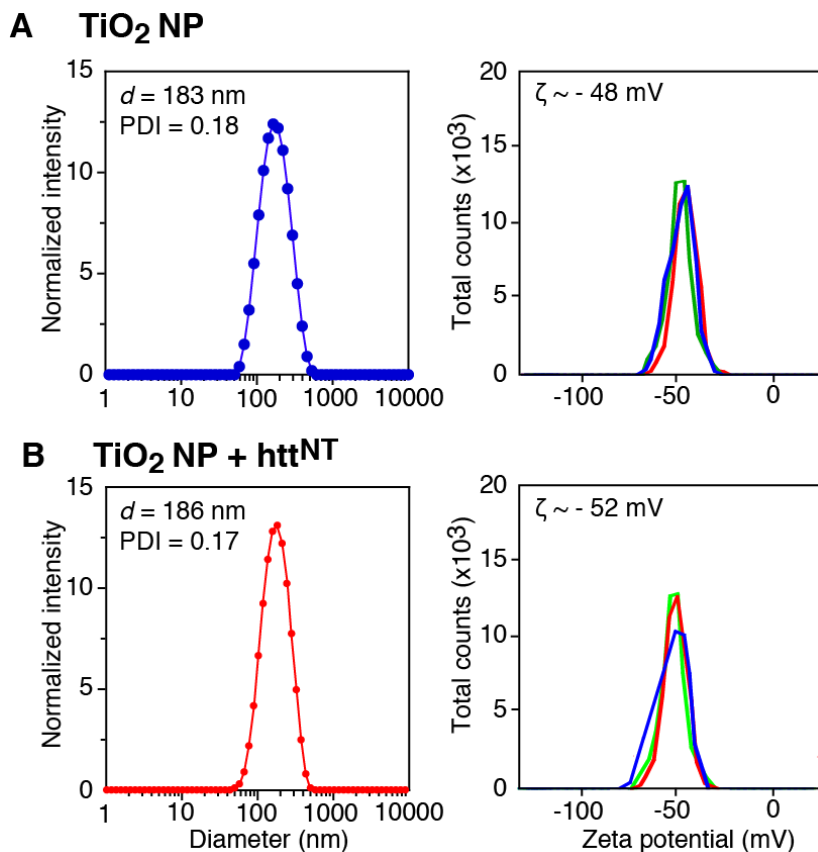 A TiO2 NP
15
10
5
0
Normalized intensity
d = 183 nm
PDI = 0.18
1 10 100 1000 10000
20
15
10
5
0
Total counts (x10³)
ζ ~ - 48 mV
-100 -50 0
B TiO2 NP + httNT
15
10
5
0
Normalized intensity
d = 186 nm
PDI = 0.17
1 10 100 1000 10000
Diameter (nm)
20
15
10
5
0
Total counts (x10³)
ζ ~ - 52 mV
-100 -50 0
Zeta potential (mV)